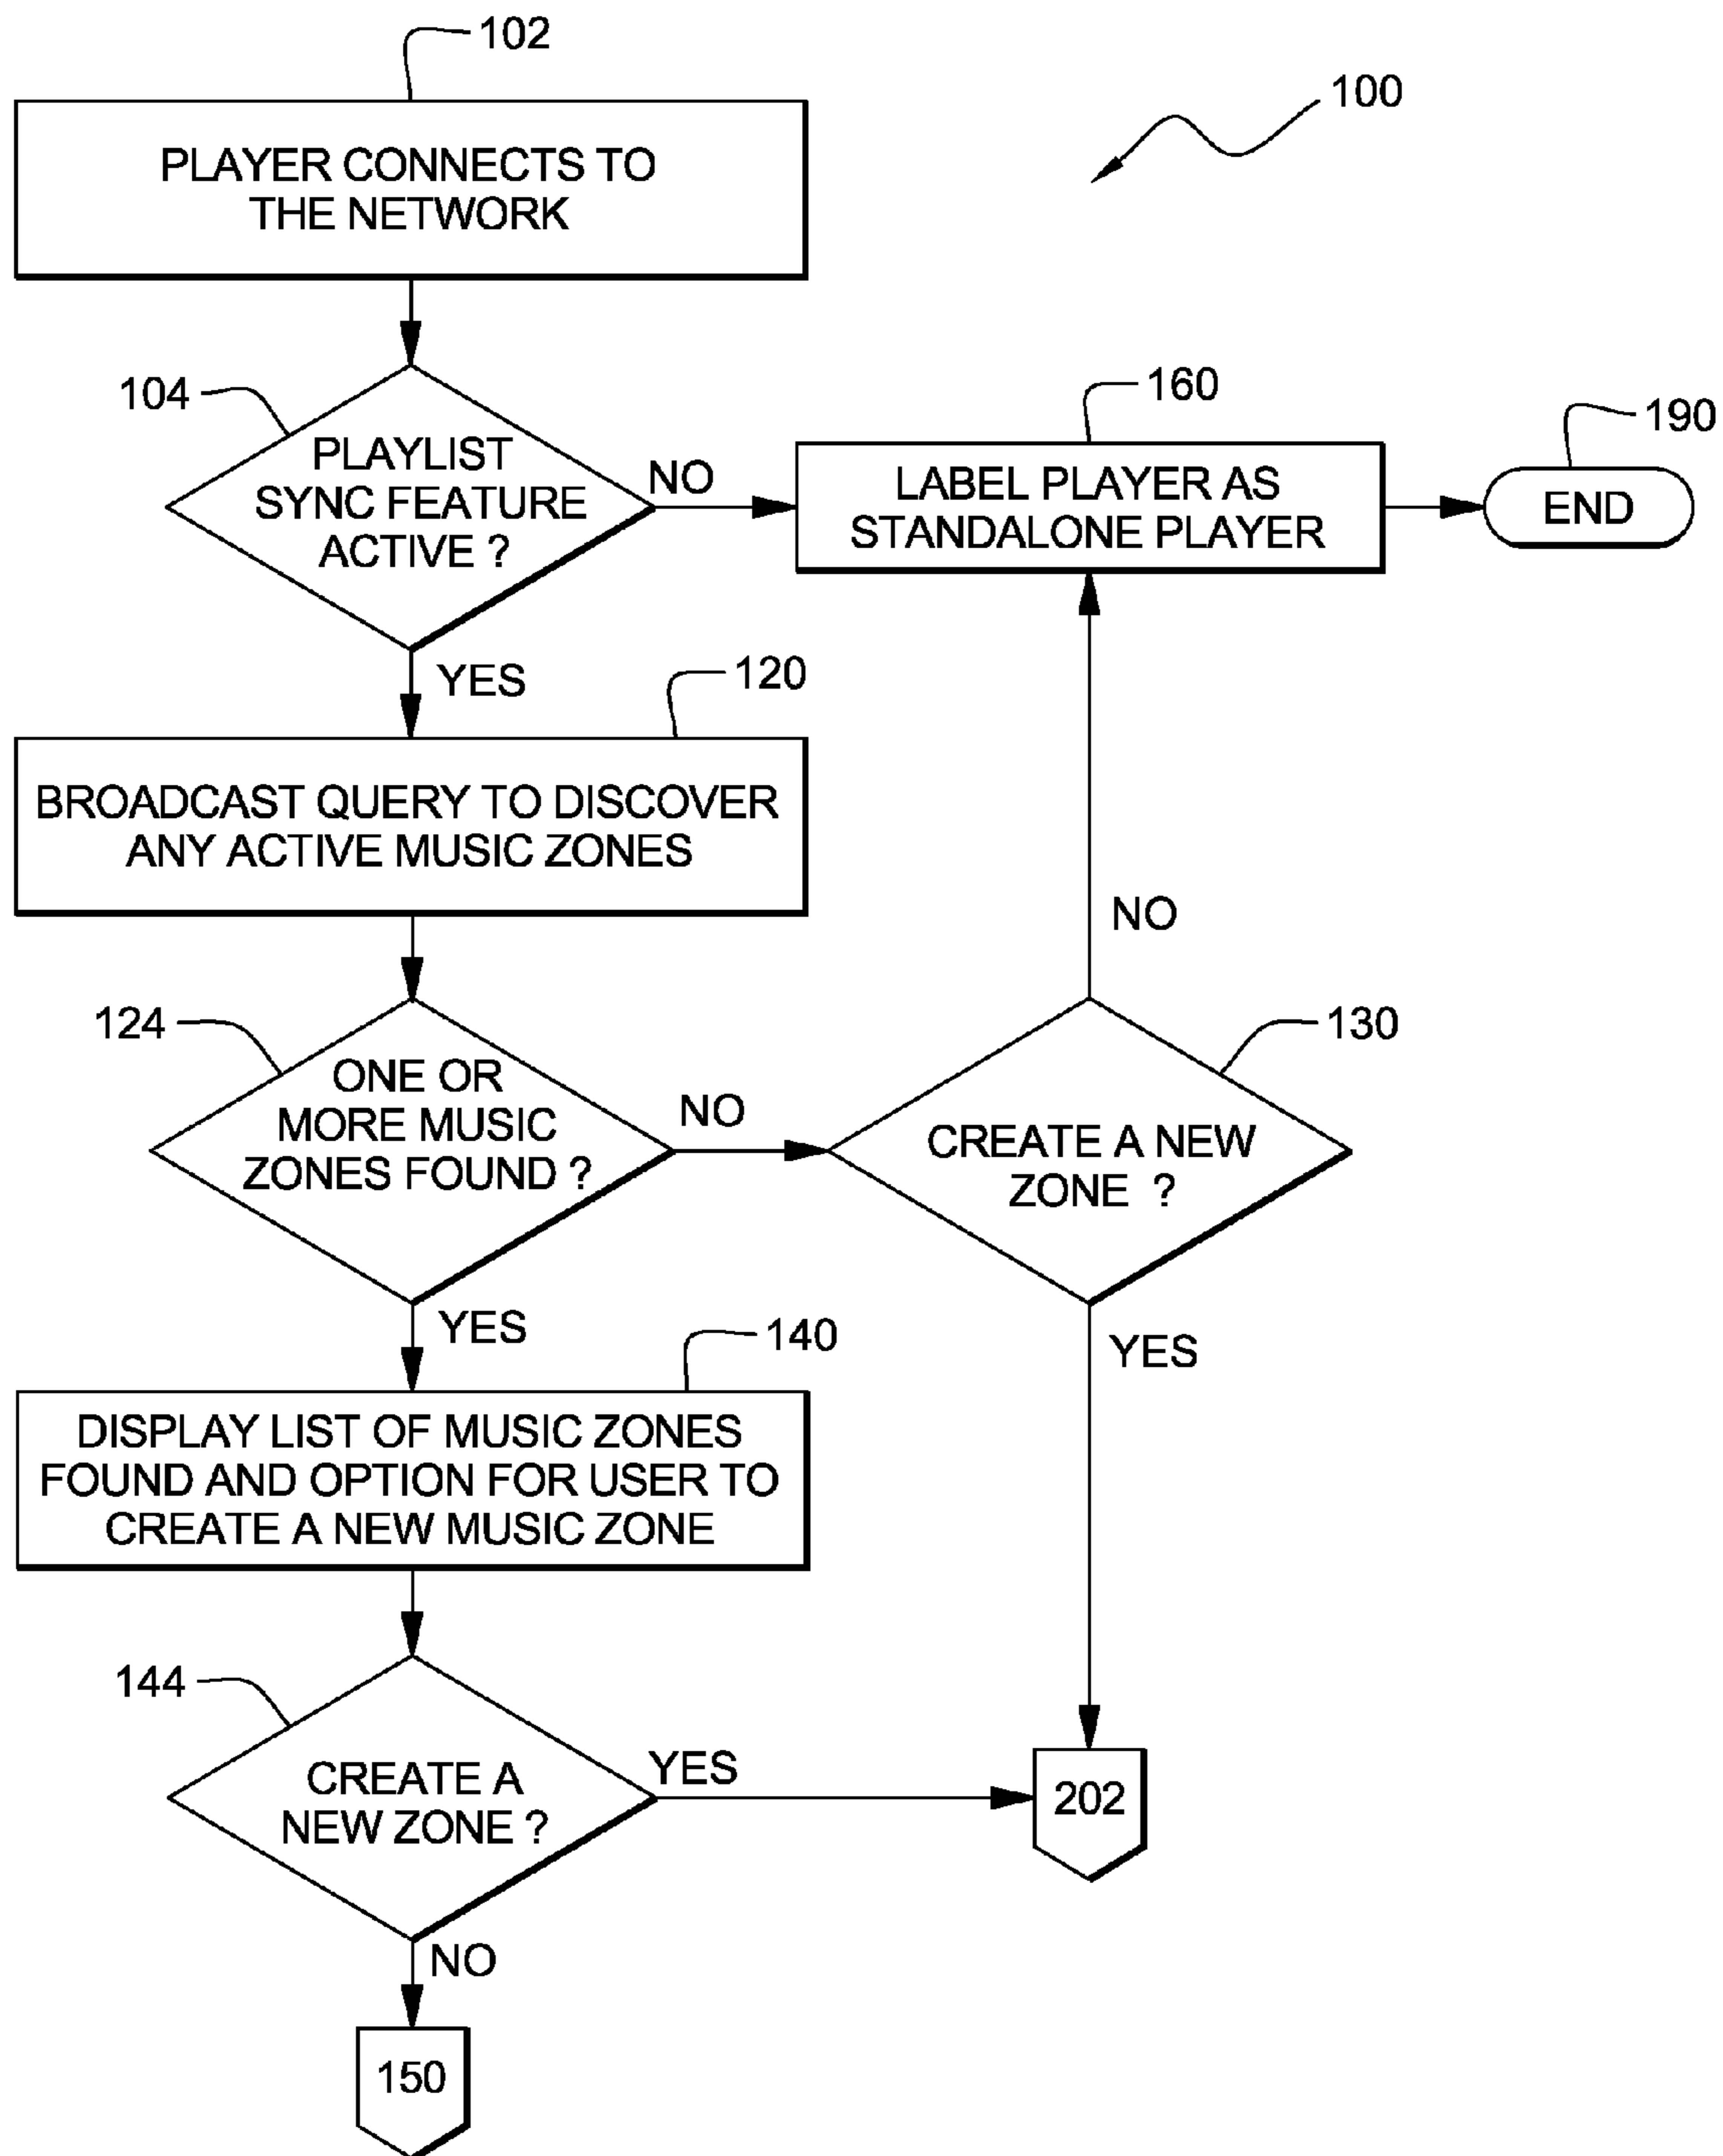 102
100
PLAYER CONNECTS TO
THE NETWORK
104
PLAYLIST
SYNC FEATURE
ACTIVE ?
NO
160
LABEL PLAYER AS
STANDALONE PLAYER
190
END
YES
120
BROADCAST QUERY TO DISCOVER
ANY ACTIVE MUSIC ZONES
NO
124
ONE OR
MORE MUSIC
ZONES FOUND ?
NO
130
CREATE A NEW
ZONE ?
YES
YES
140
DISPLAY LIST OF MUSIC ZONES
FOUND AND OPTION FOR USER TO
CREATE A NEW MUSIC ZONE
144
CREATE A
NEW ZONE ?
YES
202
NO
150